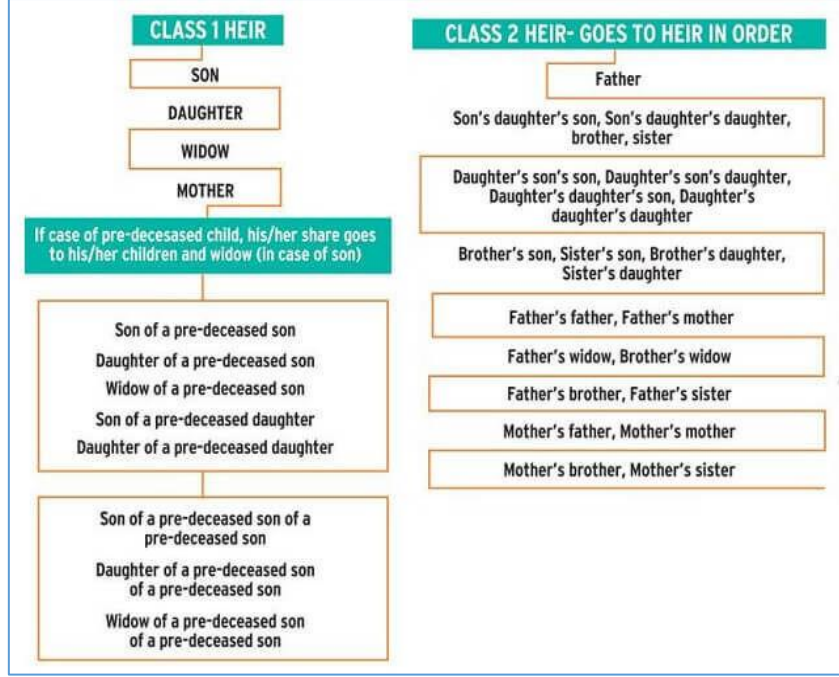 CLASS 1 HEIR
SON
DAUGHTER
WIDOW
MOTHER
If case of pre-decesased child, his/her share goes
to his/her children and widow (in case of son)
Son of a pre-deceased son
Daughter of a pre-deceased son
Widow of a pre-deceased son
Son of a pre-deceased daughter
Daughter of a pre-deceased daughter
Son of a pre-deceased son of a
pre-deceased son
Daughter of a pre-deceased son
of a pre-deceased son
Widow of a pre-deceased son
of a pre-deceased son
CLASS 2 HEIR- GOES TO HEIR IN ORDER
Father
Son's daughter's son, Son's daughter's daughter,
brother, sister
Daughter's son's son, Daughter's son's daughter,
Daughter's daughter's son, Daughter's
daughter's daughter
Brother's son, Sister's son, Brother's daughter,
Sister's daughter
Father's father, Father's mother
Father's widow, Brother's widow
Father's brother, Father's sister
Mother's father, Mother's mother
Mother's brother, Mother's sister